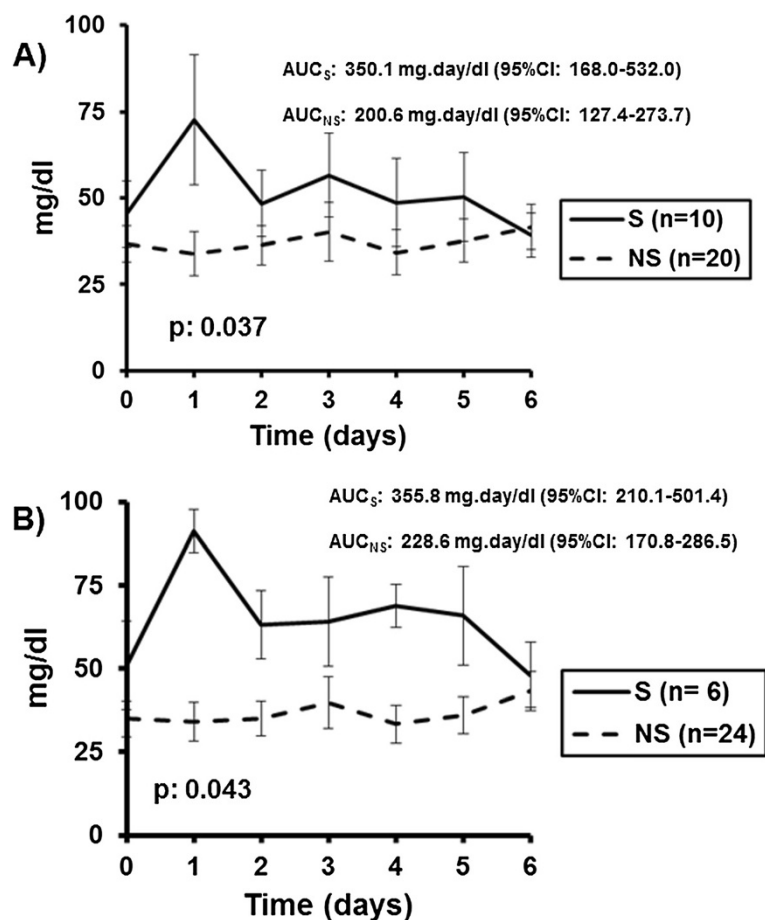 A)
100
75
50
25
0
mg/dl
AUCS: 350.1 mg.day/dl (95%CI: 168.0-532.0)
AUCNS: 200.6 mg.day/dl (95%CI: 127.4-273.7)
S (n=10)
NS (n=20)
p: 0.037
0 1 2 3 4 5 6
Time (days)
B)
100
75
50
25
0
mg/dl
AUCS: 355.8 mg.day/dl (95%CI: 210.1-501.4)
AUCNS: 228.6 mg.day/dl (95%CI: 170.8-286.5)
S (n= 6)
NS (n=24)
p: 0.043
0 1 2 3 4 5 6
Time (days)